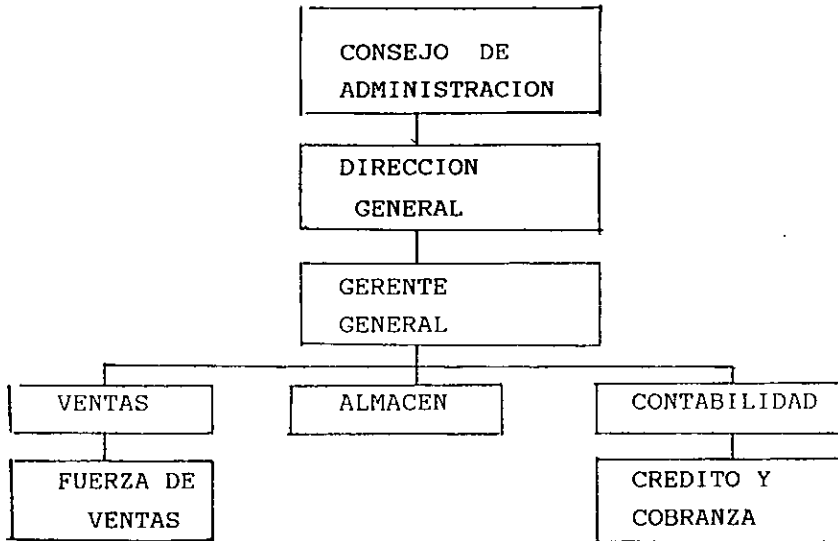 CONSEJO DE
ADMINISTRACION
DIRECCION
GENERAL
GERENTE
GENERAL
VENTAS
ALMACEN
CONTABILIDAD
FUERZA DE
VENTAS
CREDITO Y
COBRANZA